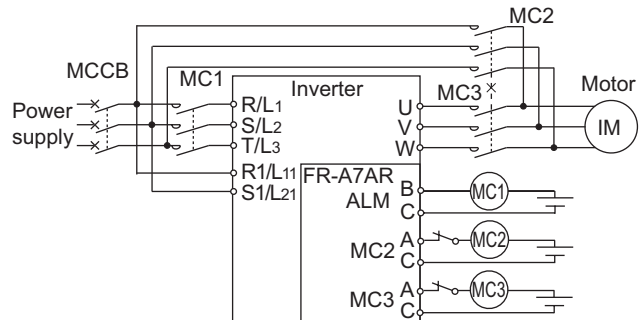 MC2
MCCB
MC1
Inverter
MC3
Motor
Power
supply
R/L1
S/L2
T/L3
R1/L11
S1/L21
U
V
W
IM
FR-A7AR
ALM
B
C
MC1
MC2
A
C
MC2
MC3
A
C
MC3